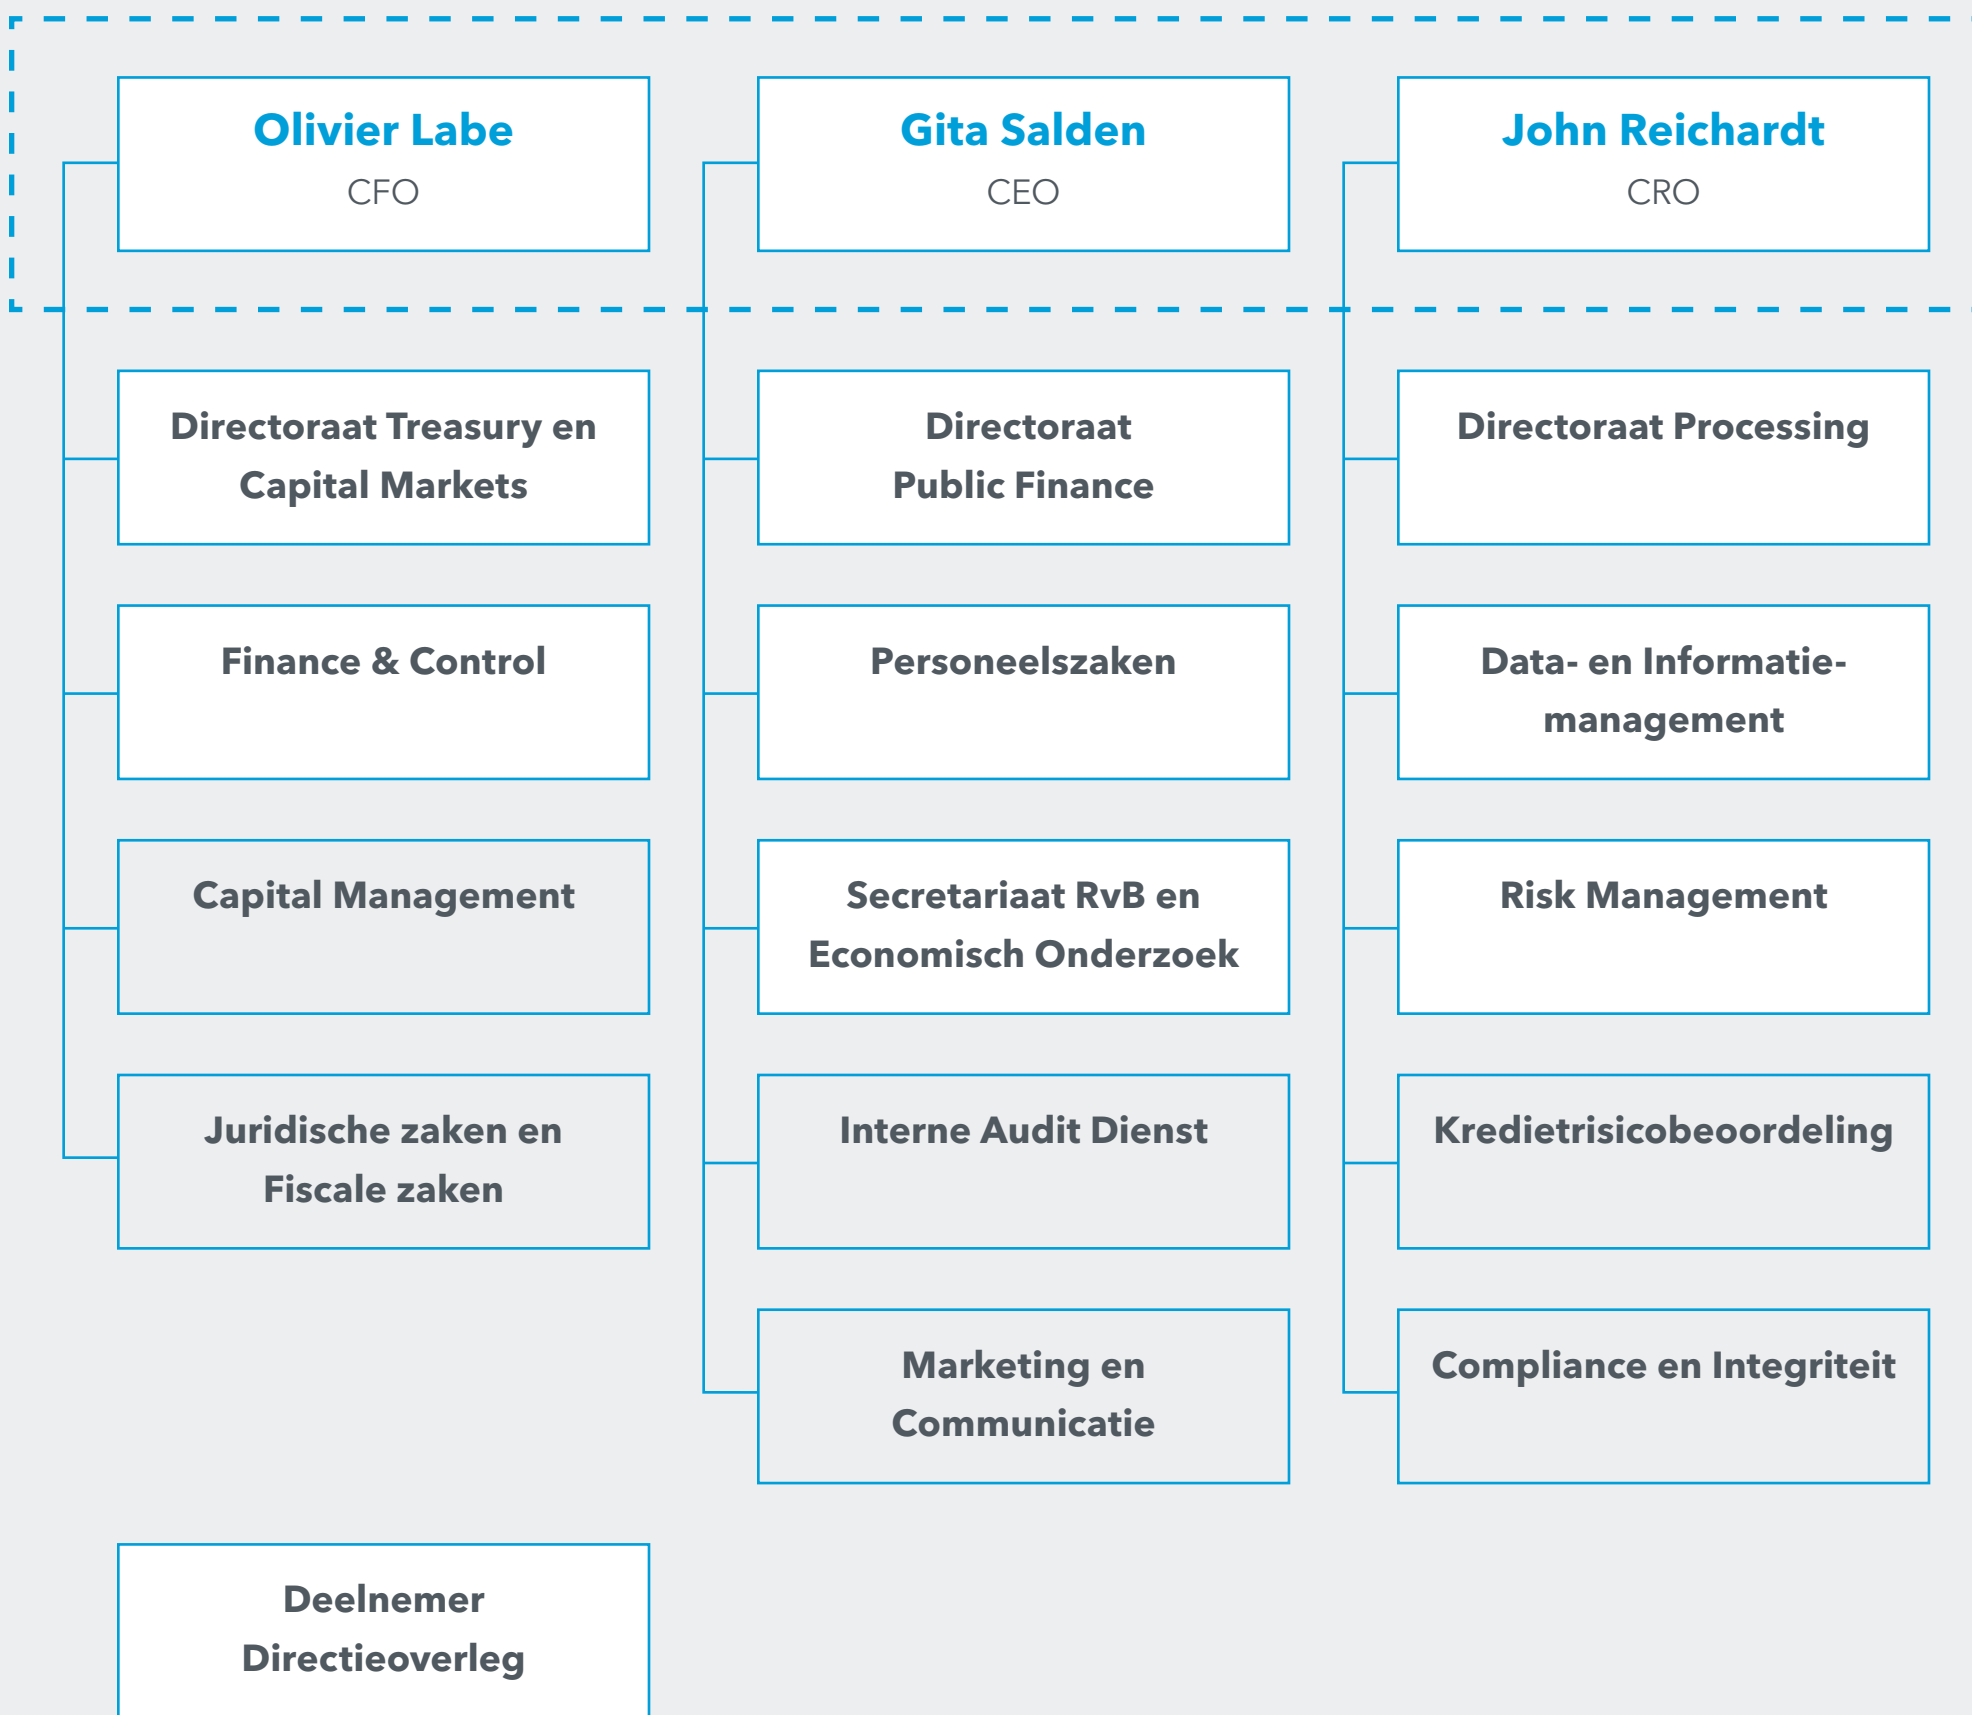 Olivier Labe
CFO
Gita Salden
CEO
John Reichardt
CRO
Directoraat Treasury en
Capital Markets
Directoraat
Public Finance
Directoraat Processing
Finance & Control
Personeelszaken
Data- en Informatie-
management
Capital Management
Secretariaat RvB en
Economisch Onderzoek
Risk Management
Juridische zaken en
Fiscale zaken
Interne Audit Dienst
Kredietrisicobeoordeling
Marketing en
Communicatie
Compliance en Integriteit
Deelnemer
Directieoverleg